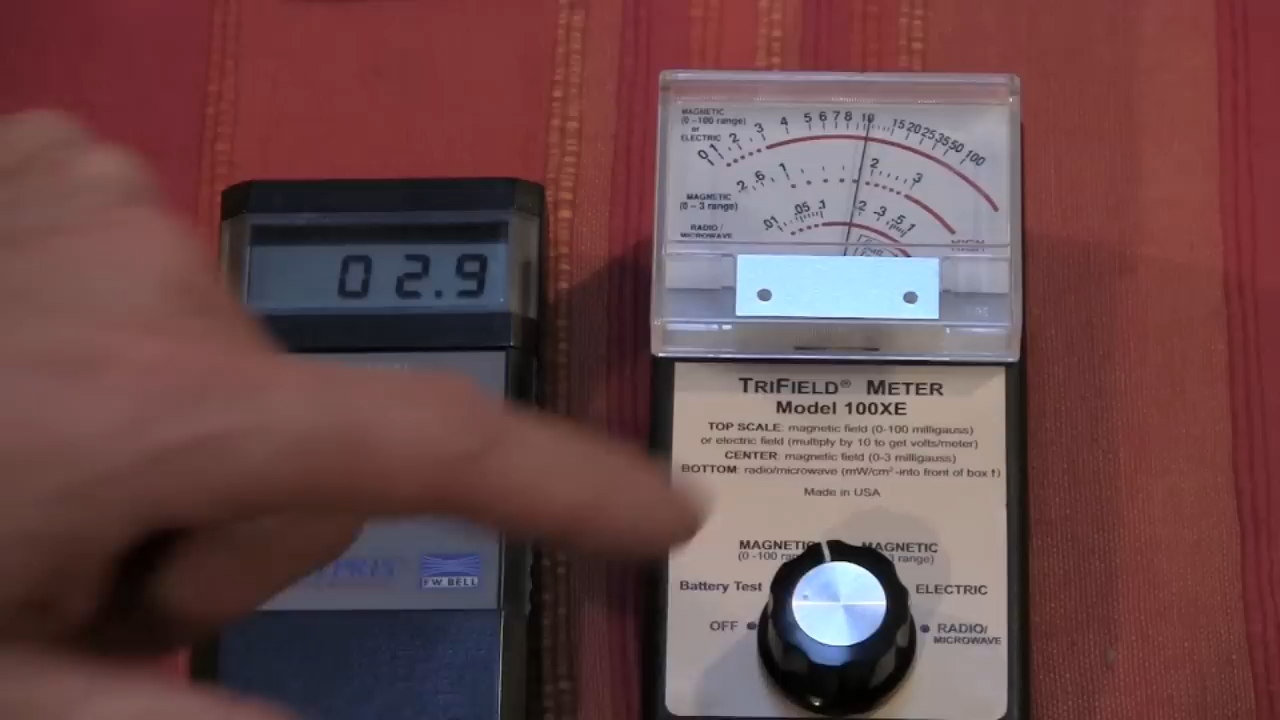 02.9
F.W. BELL
MAGNETIC
(0-100 range)
or
ELECTRIC
0 1 2 3 4 5 6 7 8 10 15 20 25 35 50 100
.2 .6 1 2 3
MAGNETIC
(0-3 range)
.01 .05 .1 .2 .3 .5 1
RADIO/
MICROWAVE
TRIFIELD® METER
Model 100XE
TOP SCALE: magnetic field (0-100 milligauss)
or electric field (multiply by 10 to get volts/meter)
CENTER: magnetic field (0-3 milligauss)
BOTTOM: radio/microwave (mW/cm²-into front of box ↑)
Made in USA
MAGNETIC
(0-100 ran
MAGNETIC
range)
Battery Test
ELECTRIC
OFF
RADIO/
MICROWAVE